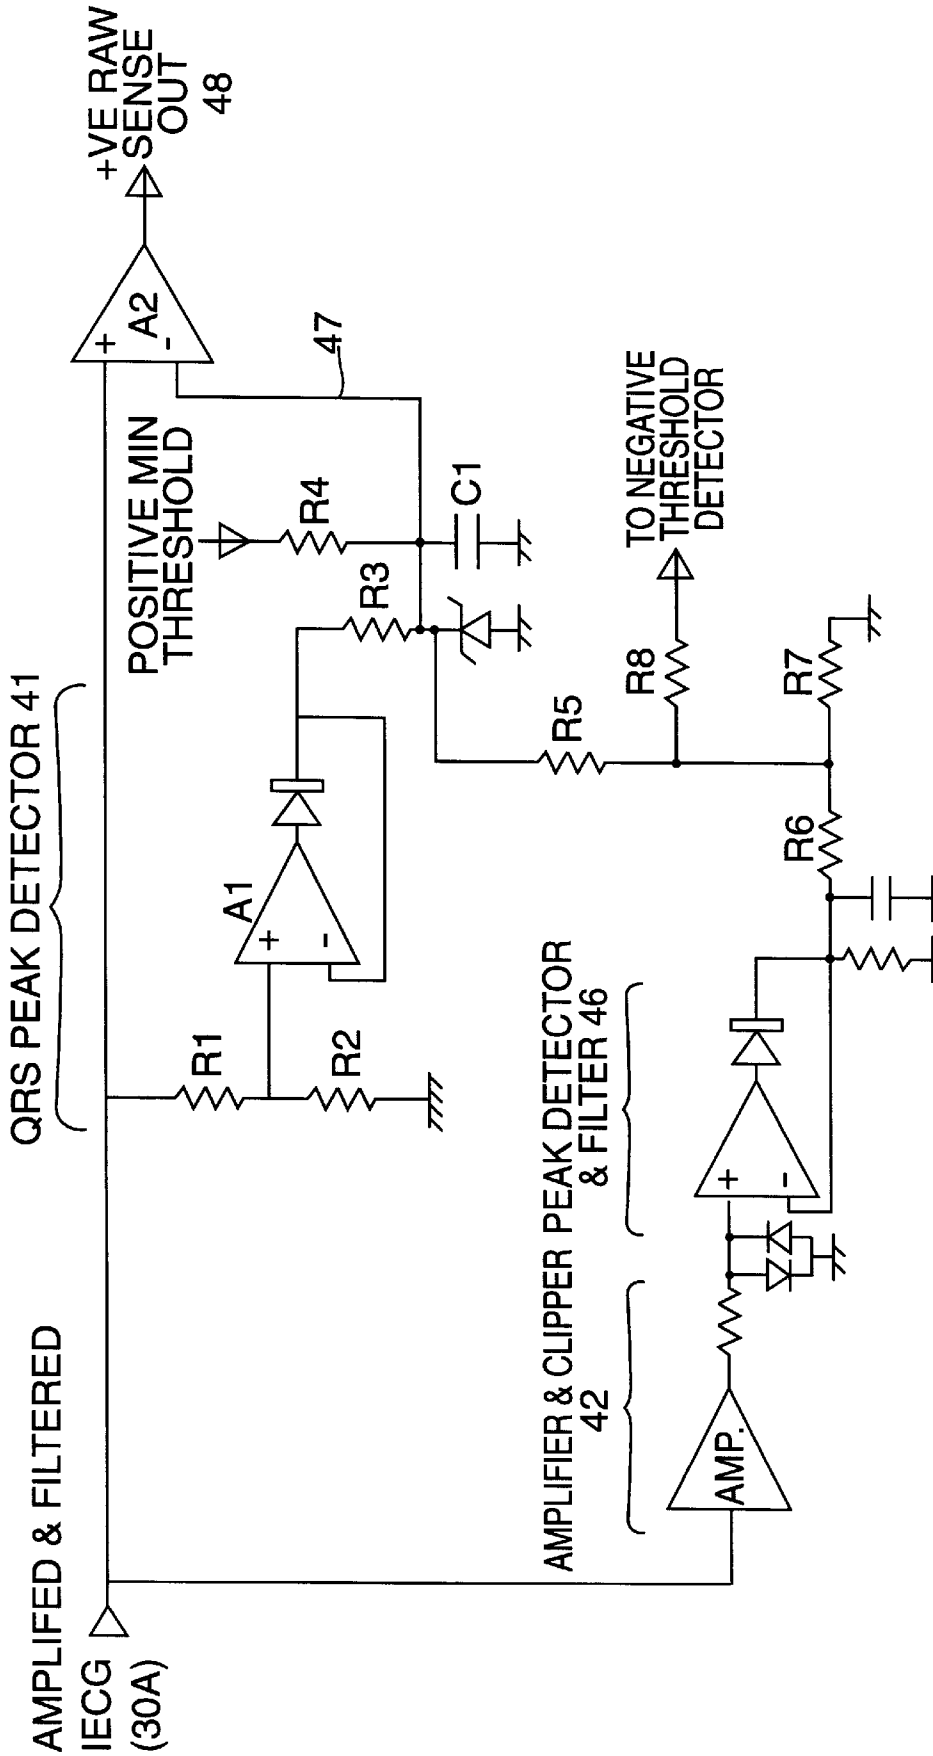 AMPLIFED & FILTERED
IECG
(30A)
QRS PEAK DETECTOR 41
+VE RAW
SENSE
OUT
48
+
A2
-
POSITIVE MIN
THRESHOLD
47
R1
R2
A1
+
-
R3
R4
C1
R5
TO NEGATIVE
THRESHOLD
DETECTOR
R8
R7
R6
AMPLIFIER & CLIPPER
42
PEAK DETECTOR
& FILTER 46
AMP.
+
-